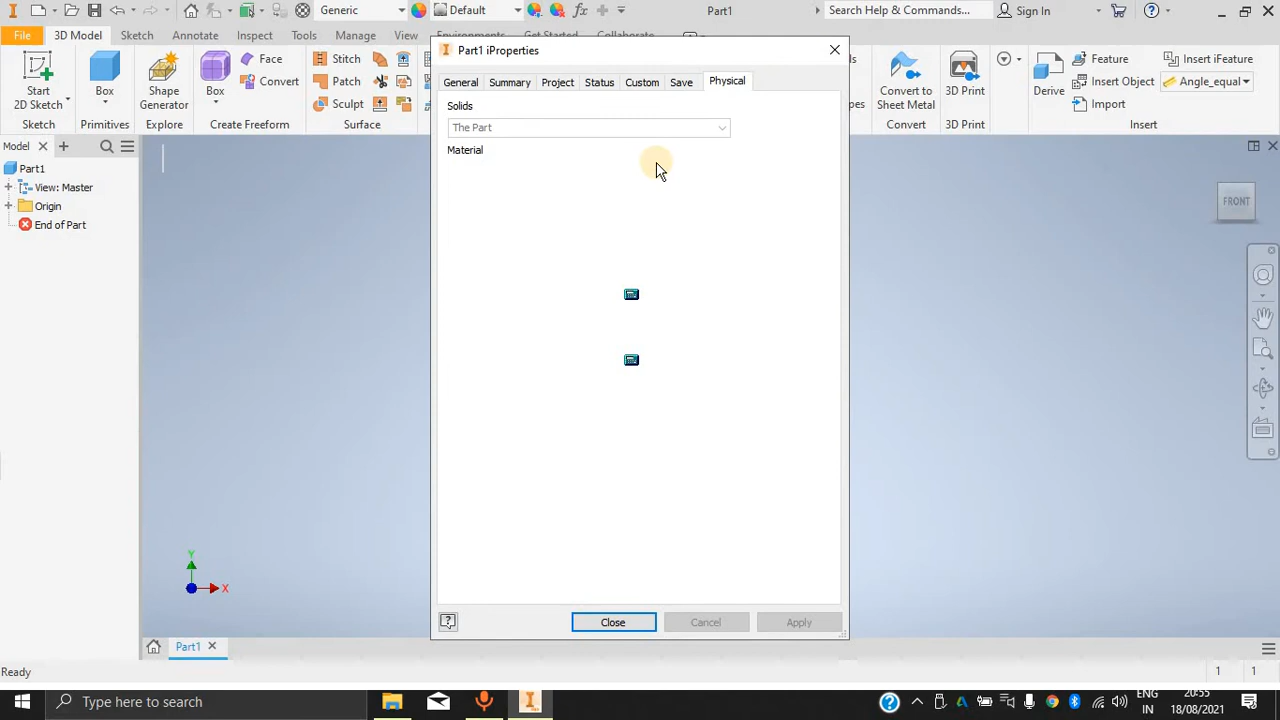 Generic
Default
Part1
Search Help & Commands...
Sign In
File
3D Model
Sketch
Annotate
Inspect
Tools
Manage
View
Environments
Get Started
Collaborate
Start
2D Sketch
Box
Primitives
Shape
Generator
Explore
Box
Face
Convert
Create Freeform
Stitch
Patch
Sculpt
Surface
Convert to
Sheet Metal
3D Print
3D Print
Derive
Feature
Insert Object
Import
Insert iFeature
Angle_equal
Insert
Model
Part1
View: Master
Origin
End of Part
Part1 iProperties
General
Summary
Project
Status
Custom
Save
Physical
Solids
The Part
Material
Close
Cancel
Apply
FRONT
Y
X
Part1
Ready
1
1
Type here to search
ENG
IN
20:55
18/08/2021